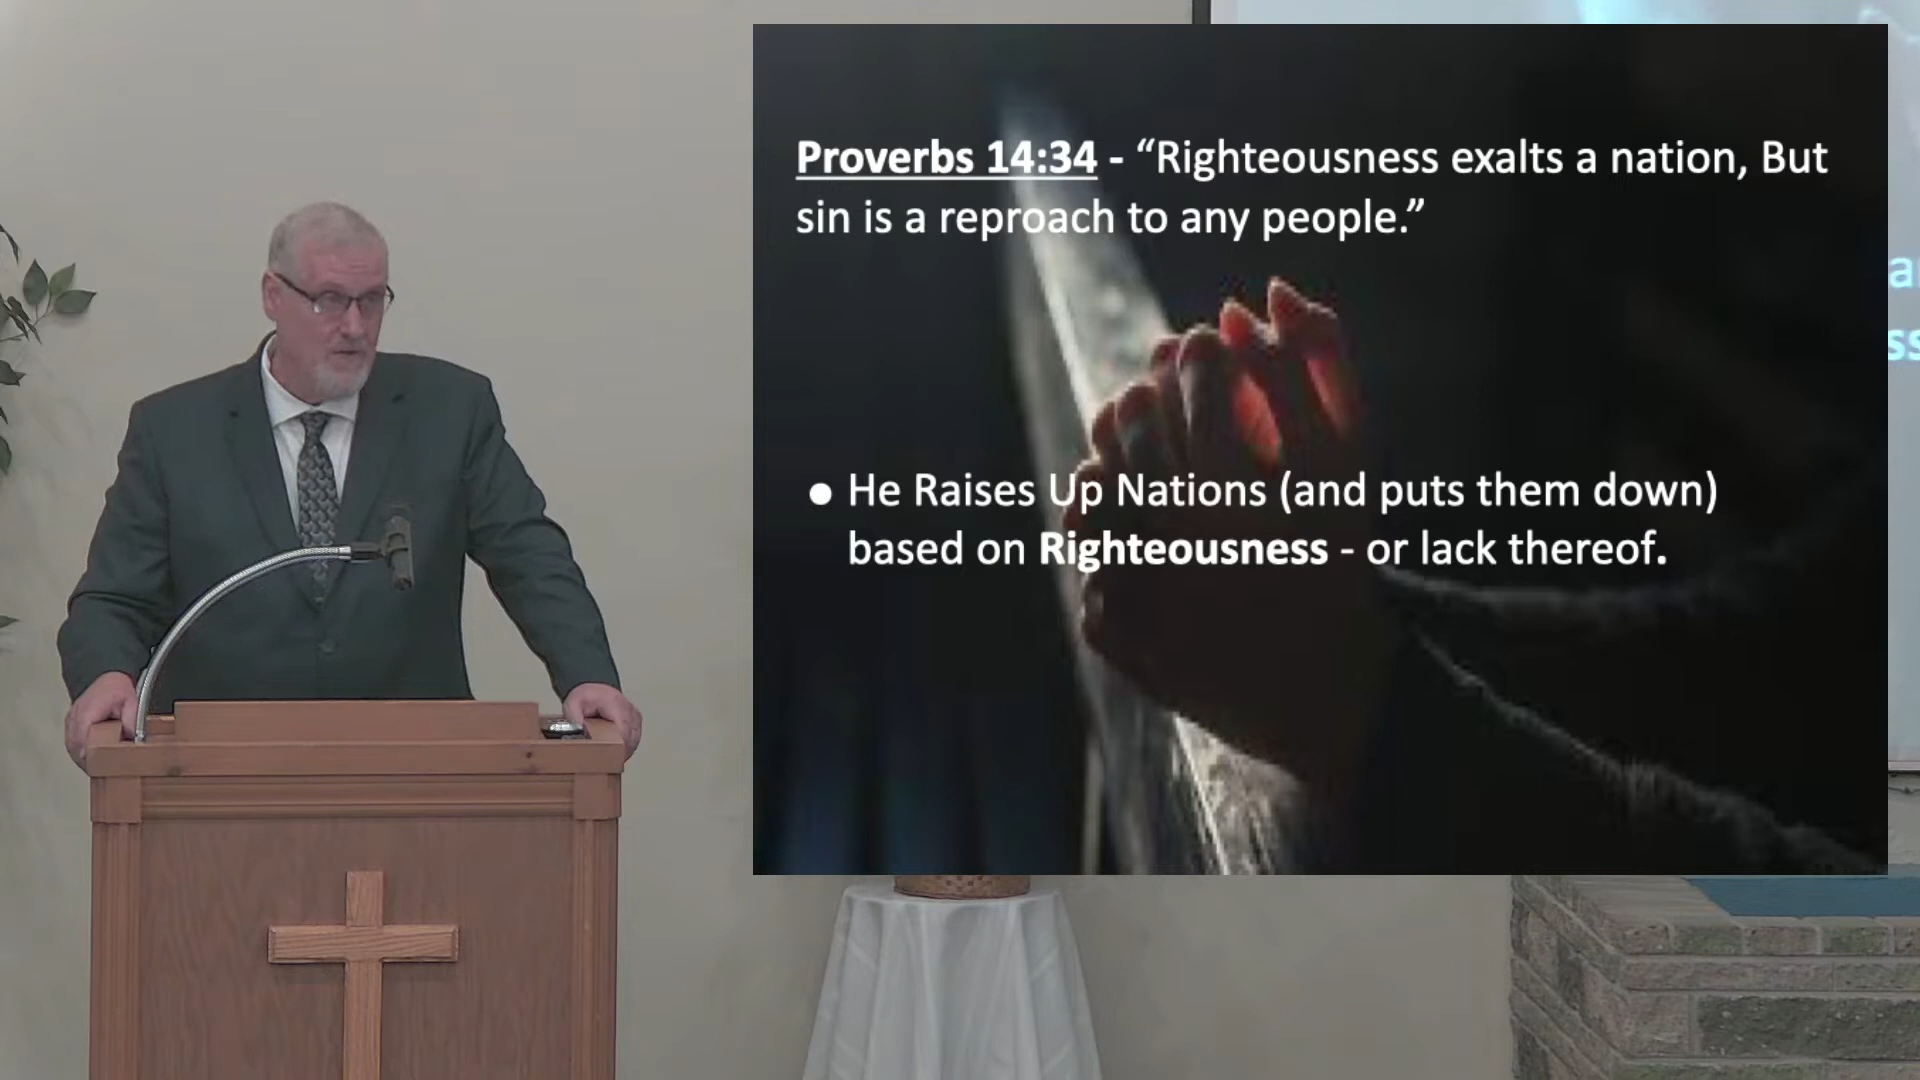 Proverbs 14:34 - “Righteousness exalts a nation, But
sin is a reproach to any people.”
● He Raises Up Nations (and puts them down)
based on Righteousness - or lack thereof.